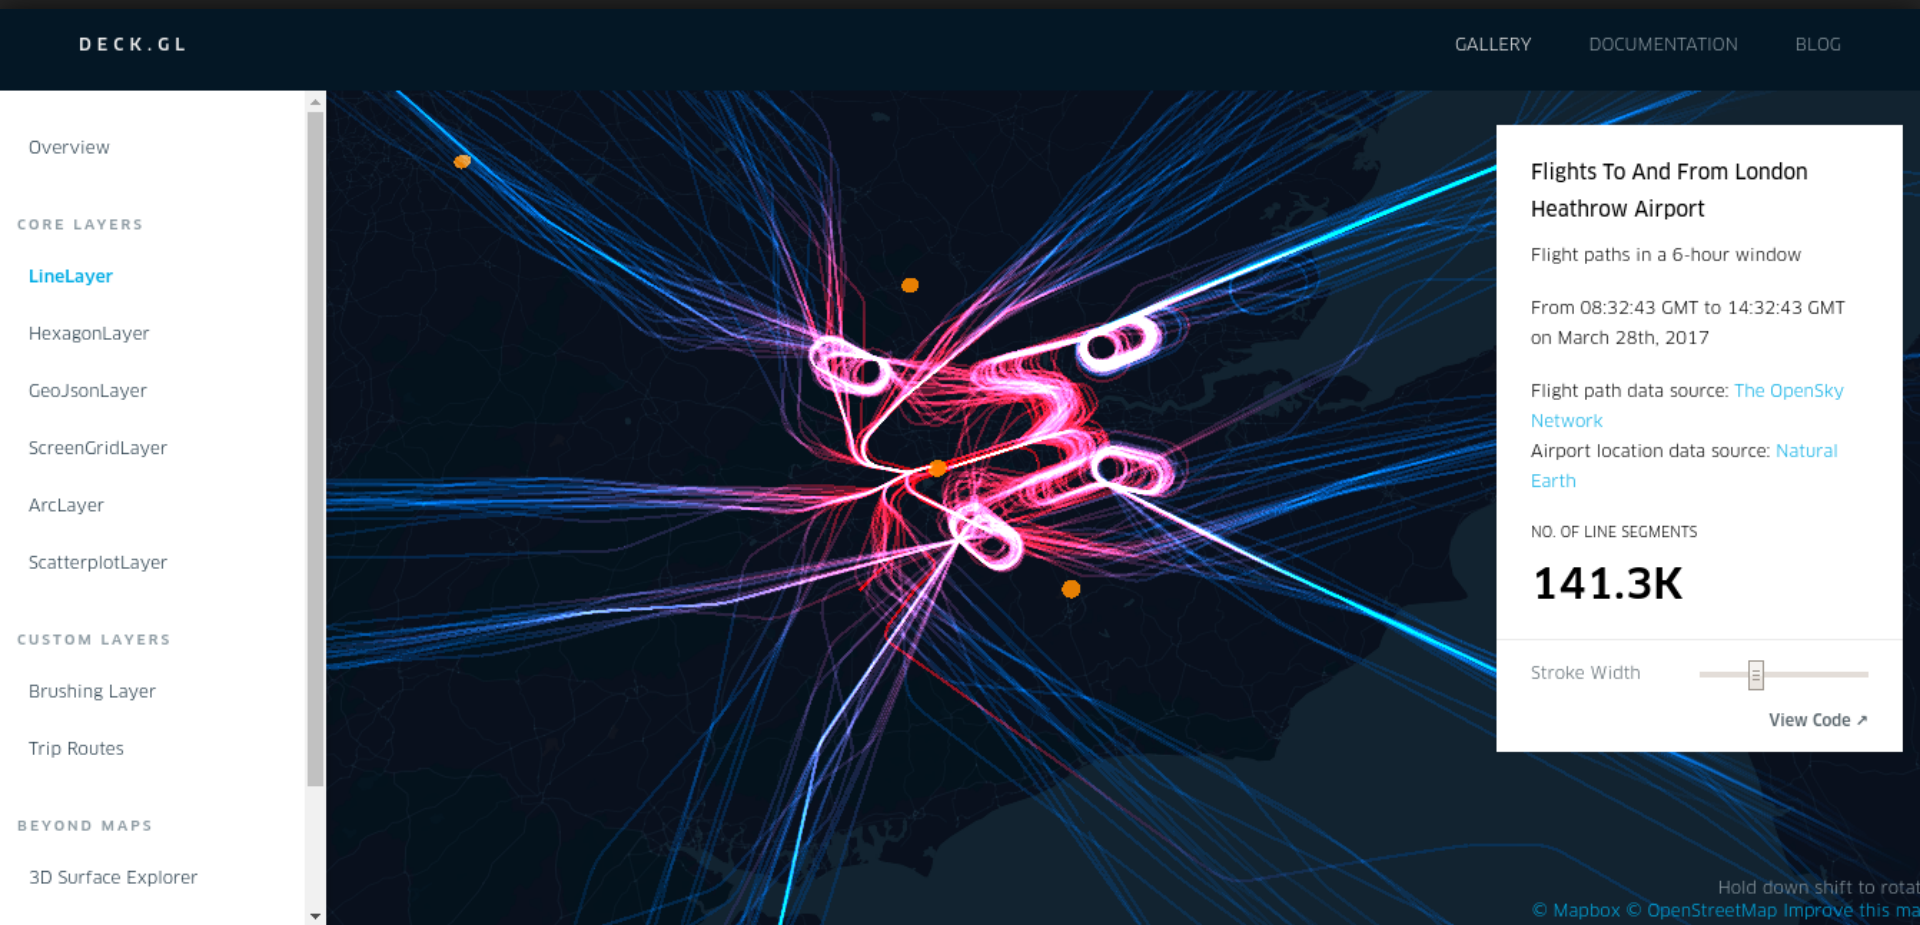 DECK.GL
GALLERY
DOCUMENTATION
BLOG
Overview
CORE LAYERS
LineLayer
HexagonLayer
GeoJsonLayer
ScreenGridLayer
ArcLayer
ScatterplotLayer
CUSTOM LAYERS
Brushing Layer
Trip Routes
BEYOND MAPS
3D Surface Explorer
Flights To And From London
Heathrow Airport
Flight paths in a 6-hour window
From 08:32:43 GMT to 14:32:43 GMT
on March 28th, 2017
Flight path data source: The OpenSky
Network
Airport location data source: Natural
Earth
NO. OF LINE SEGMENTS
141.3K
Stroke Width
View Code ↗
Hold down shift to rotat
© Mapbox © OpenStreetMap Improve this ma